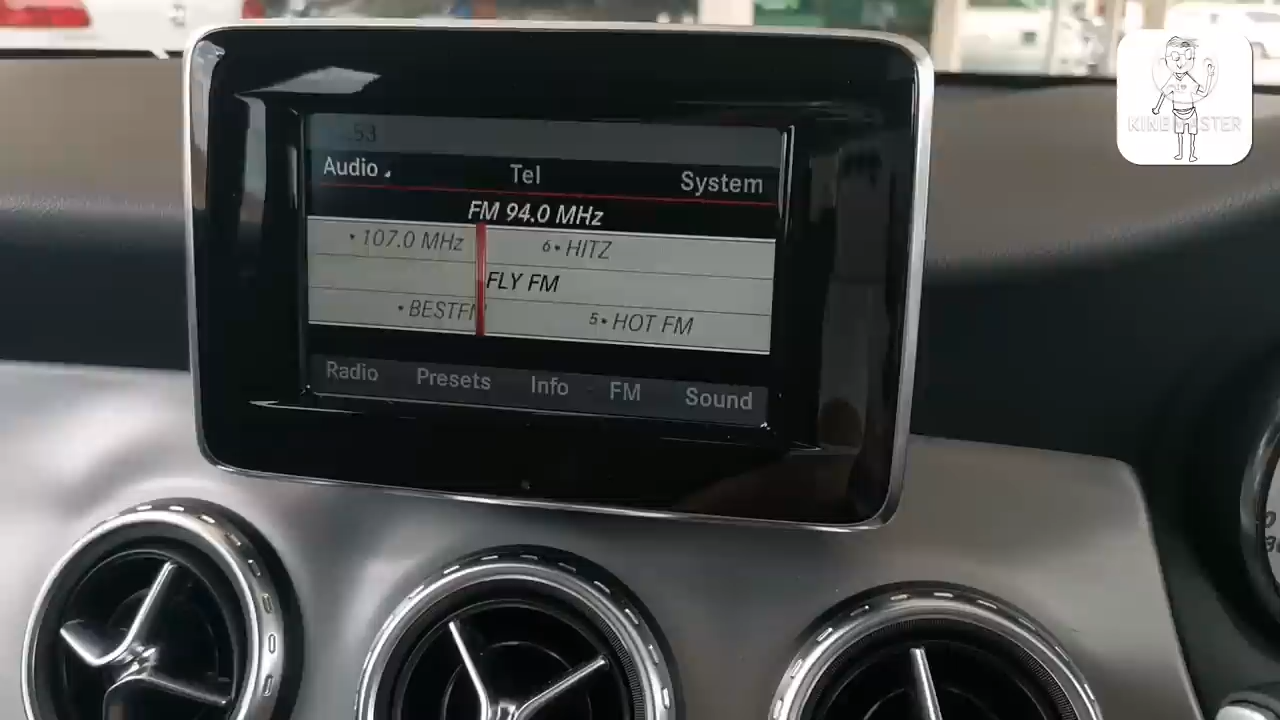 :53
Audio Tel System
FM 94.0 MHz
• 107.0 MHz 6• HITZ
FLY FM
• BESTFM 5• HOT FM
Radio Presets Info FM Sound
KINEMASTER